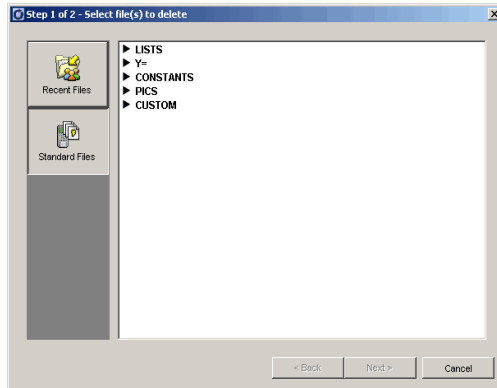 Step 1 of 2 - Select file(s) to delete
Recent Files
Standard Files
LISTS
Y=
CONSTANTS
PICS
CUSTOM
< Back
Next >
Cancel